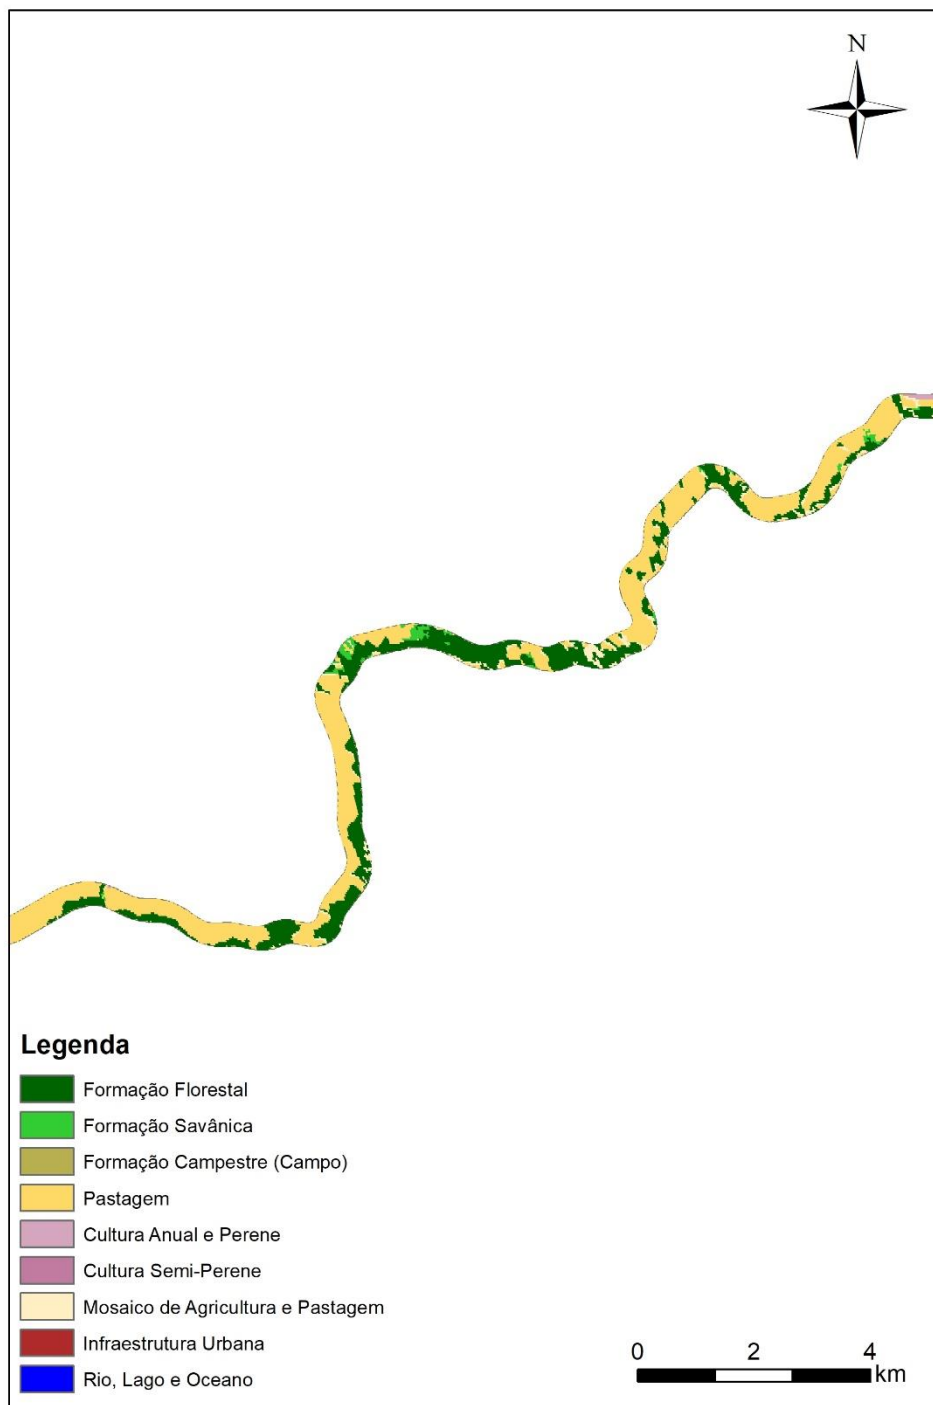 N
Legenda
Formação Florestal
Formação Savânica
Formação Campestre (Campo)
Pastagem
Cultura Anual e Perene
Cultura Semi-Perene
Mosaico de Agricultura e Pastagem
Infraestrutura Urbana
Rio, Lago e Oceano
0 2 4
km